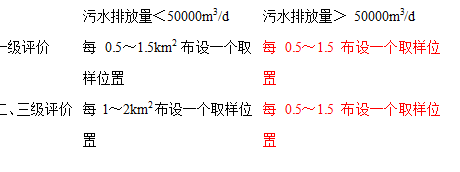 污水排放量＜50000m³/d 污水排放量＞ 50000m³/d
一级评价 每 0.5～1.5km² 布设一个取 每 0.5～1.5 布设一个取样位
样位置 置
二、三级评价 每 1～2km²布设一个取样位 每 0.5～1.5 布设一个取样位
置 置